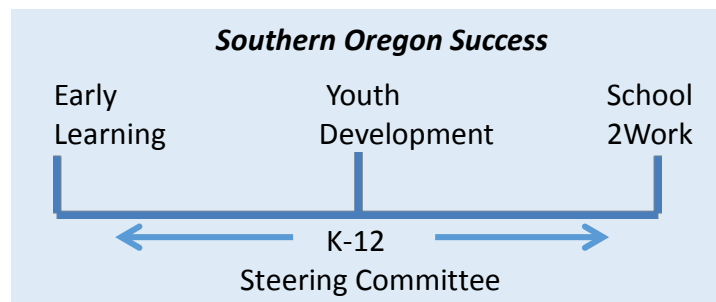 Southern Oregon Success
Early Youth School
Learning Development 2Work
K-12
Steering Committee